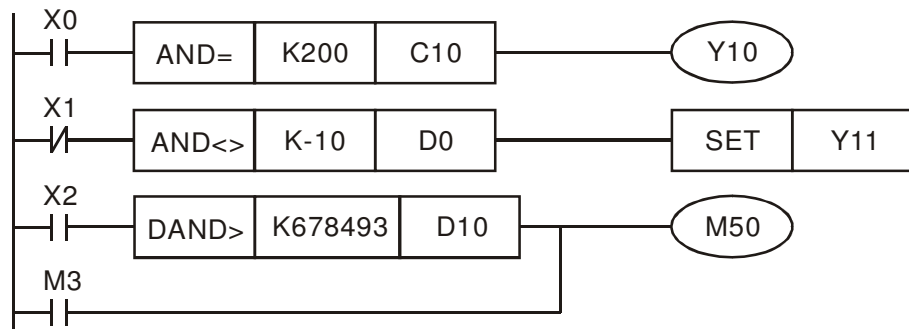 X0
AND= K200 C10 Y10
X1
AND<> K-10 D0 SET Y11
X2
DAND> K678493 D10 M50
M3